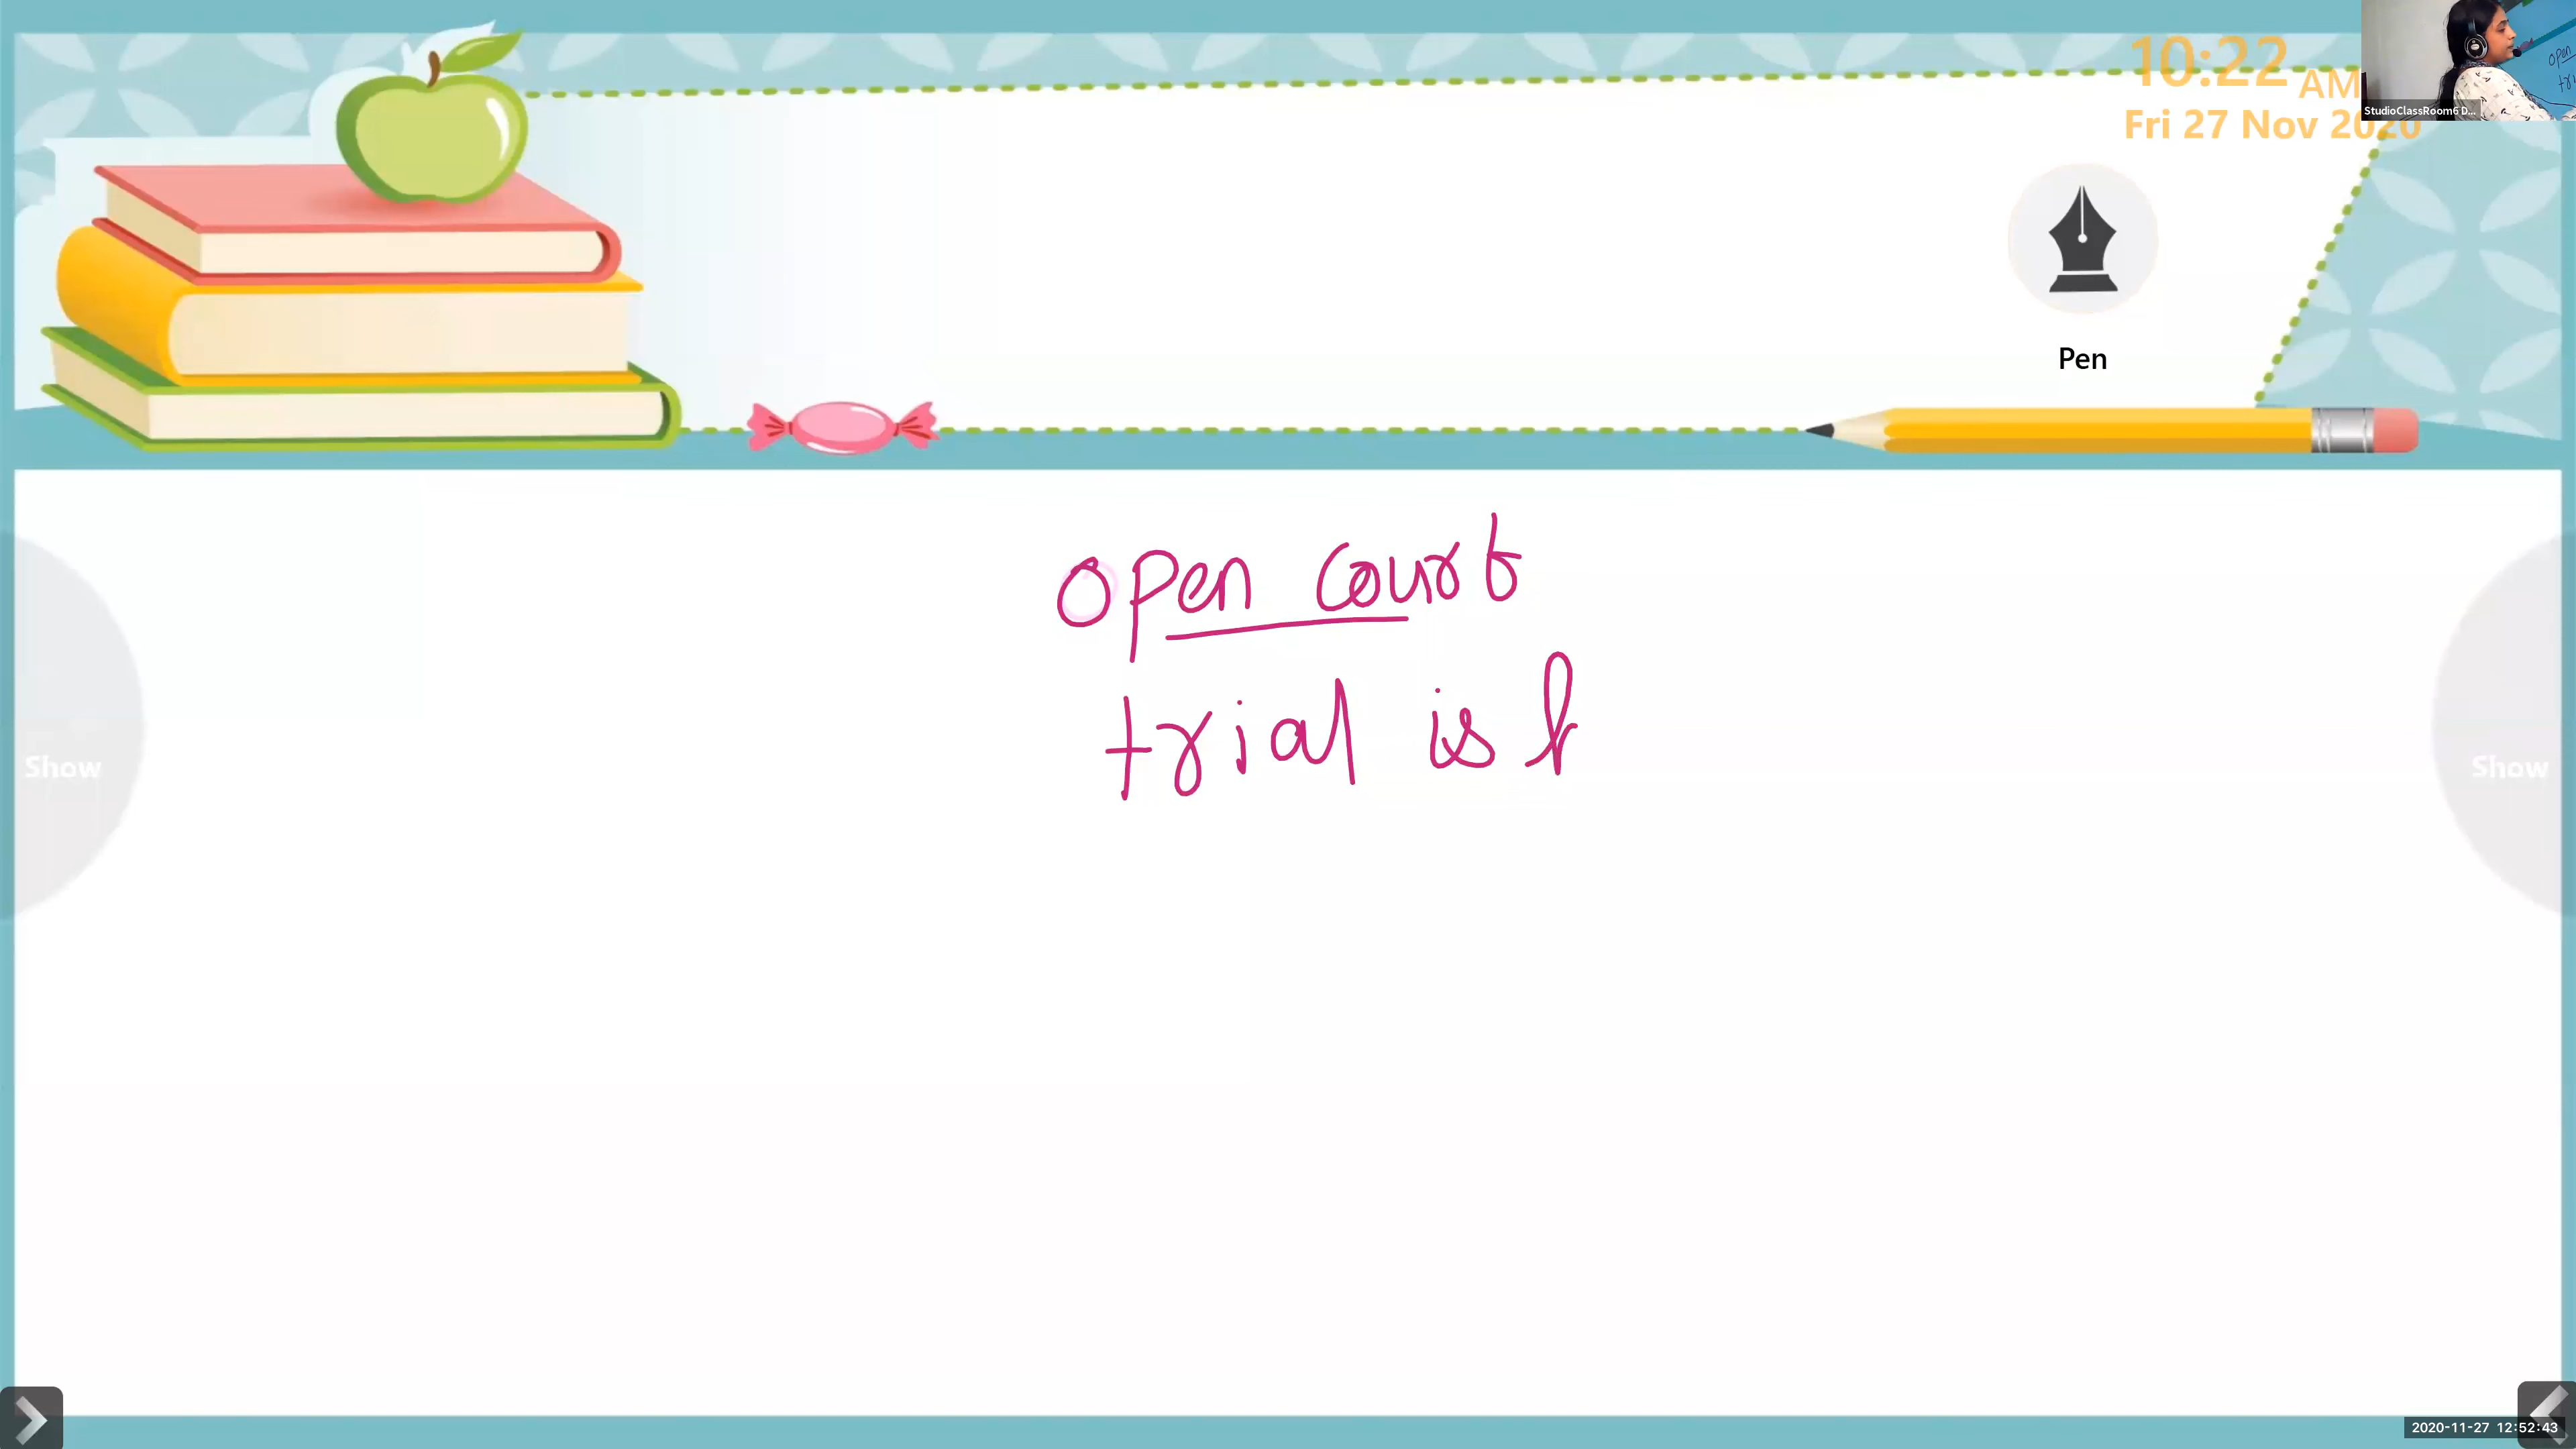 10:22 AM
Fri 27 Nov 2020
StudioClassRoom6 D...
open
Pen
open court
trial is h
Show
Show
2020-11-27 12:52:43